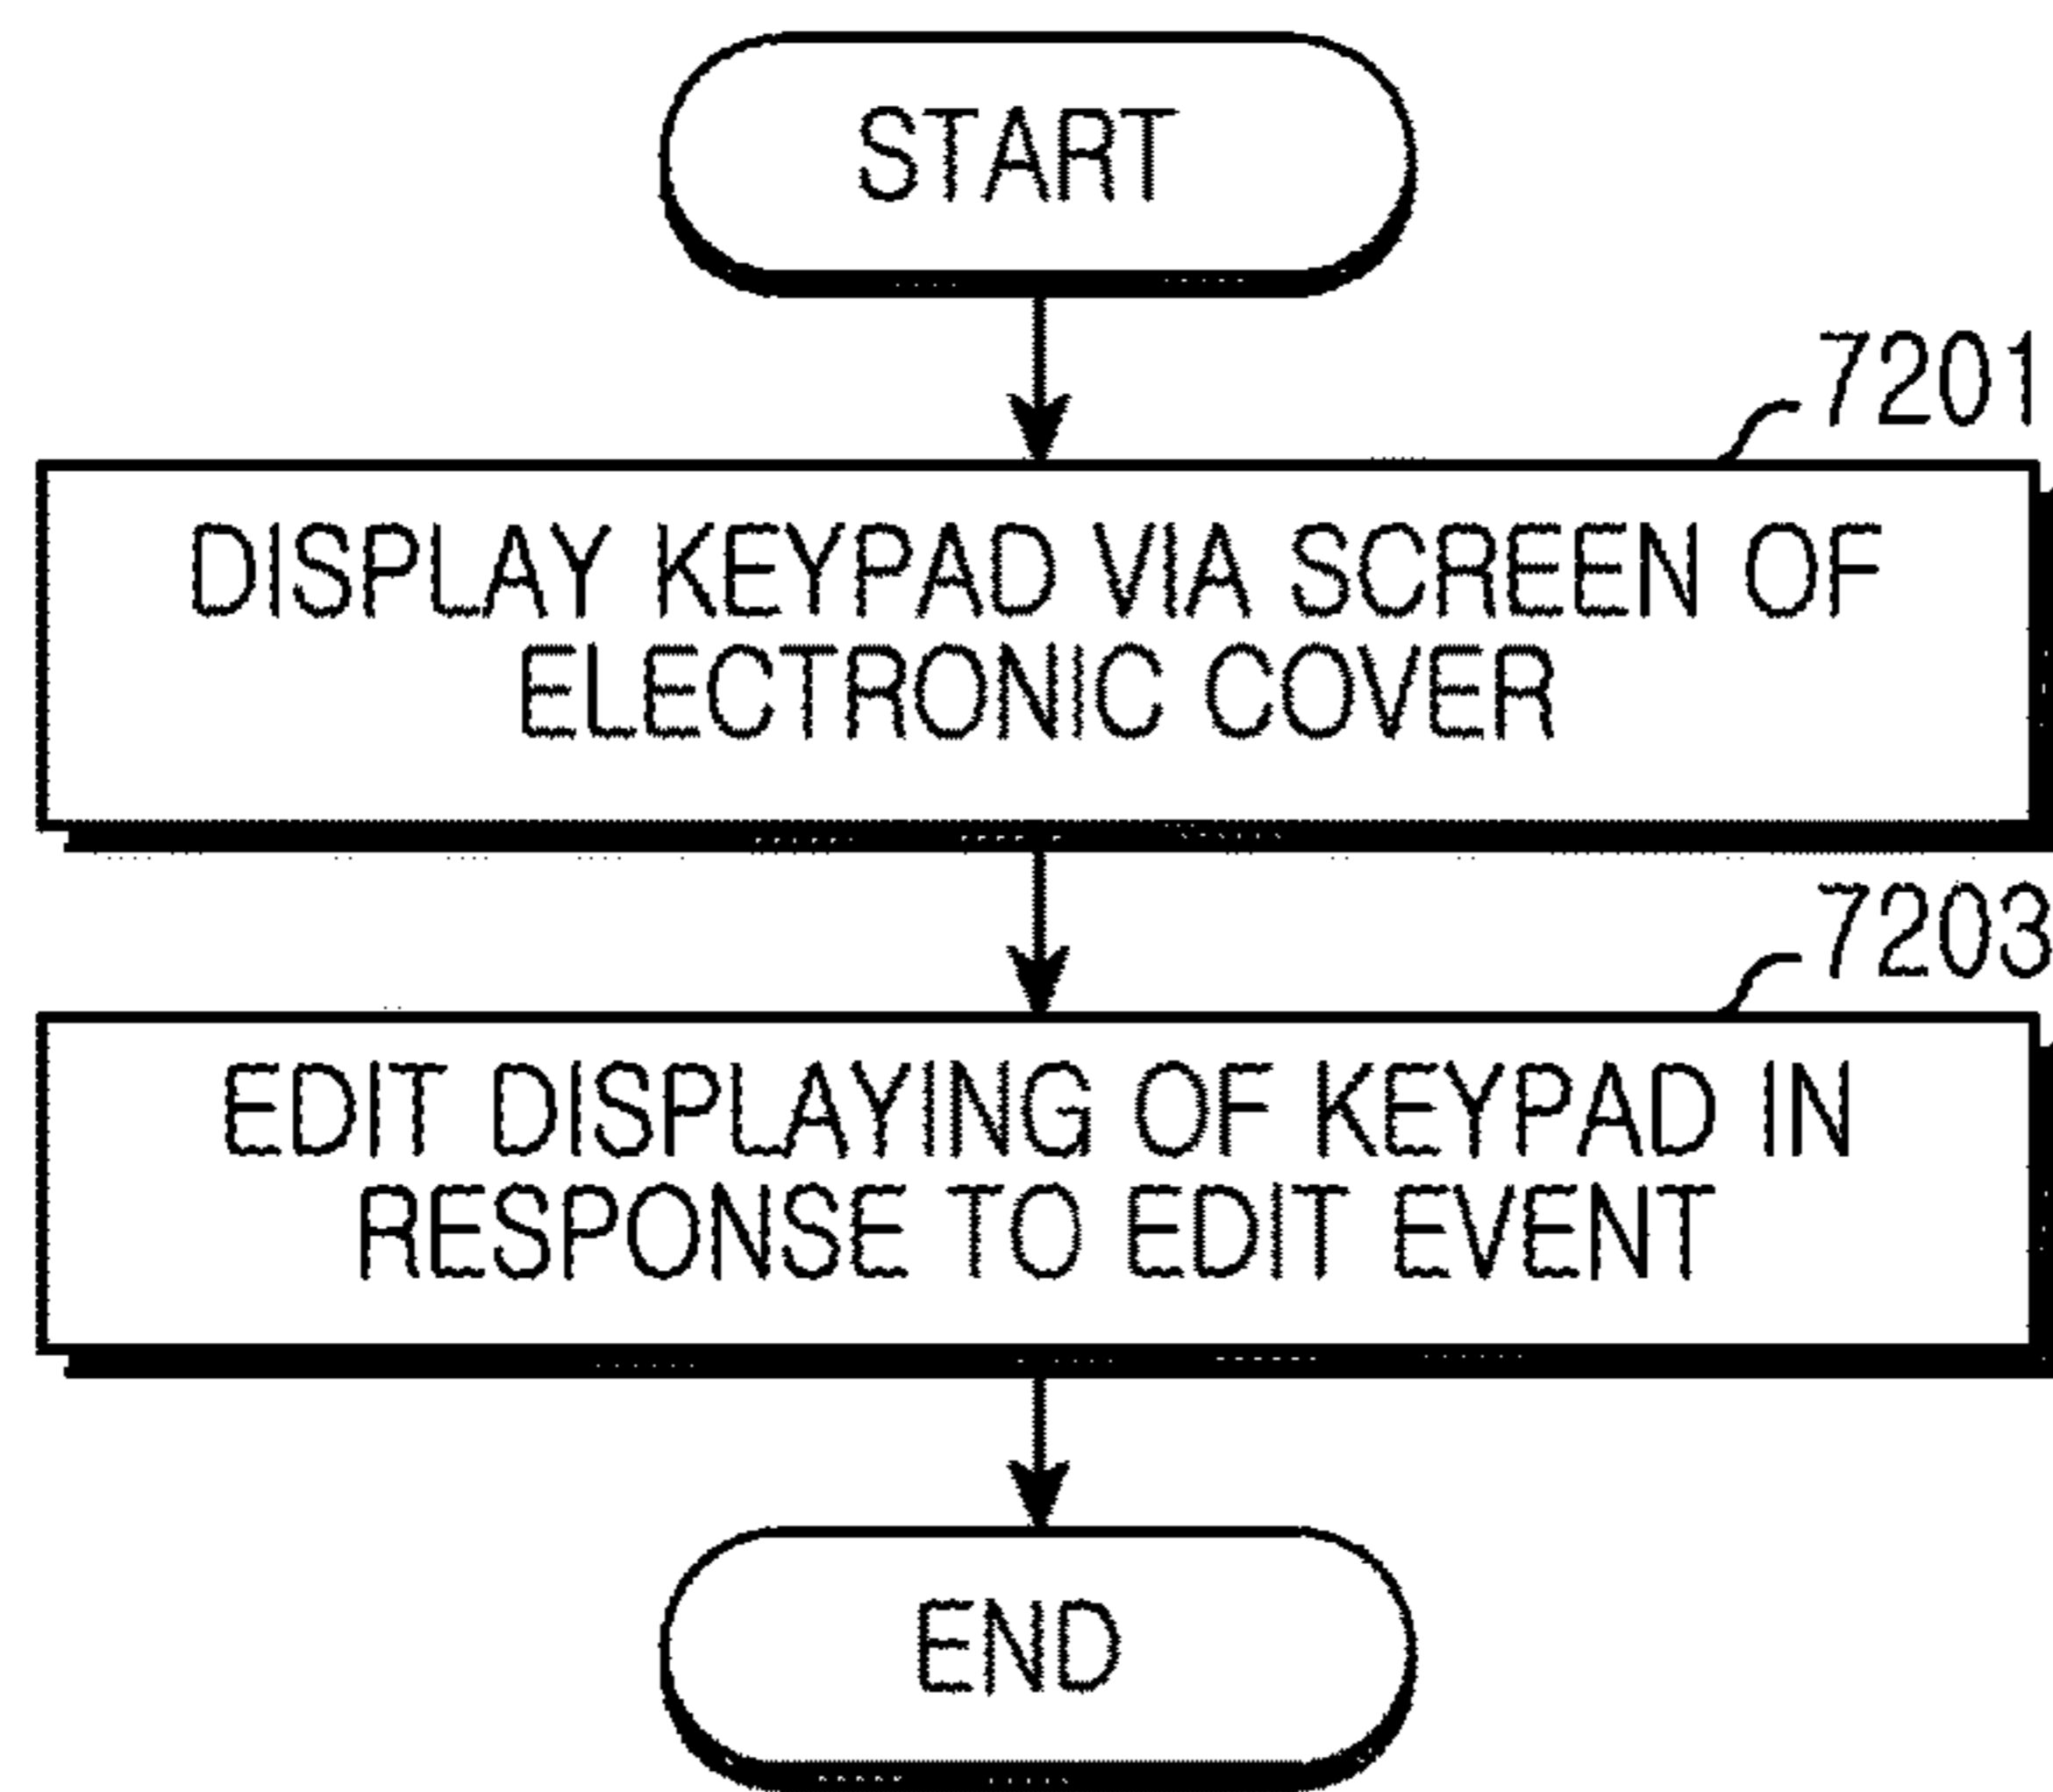 START
7201
DISPLAY KEYPAD VIA SCREEN OF
ELECTRONIC COVER
7203
EDIT DISPLAYING OF KEYPAD IN
RESPONSE TO EDIT EVENT
END